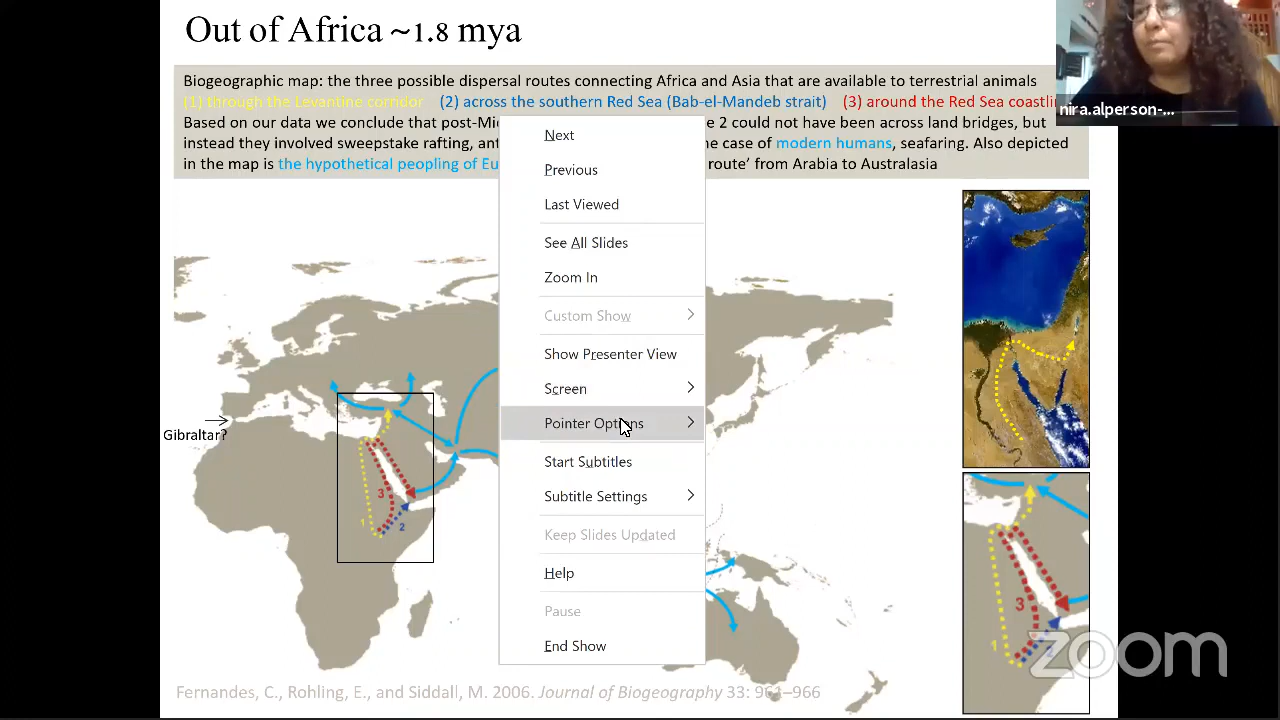 Out of Africa ~1.8 mya
Biogeographic map: the three possible dispersal routes connecting Africa and Asia that are available to terrestrial animals
(1) through the Levantine corridor (2) across the southern Red Sea (Bab-el-Mandeb strait) (3) around the Red Sea coastlin
nira.alperson-...
Based on our data we conclude that post-Mi e 2 could not have been across land bridges, but
instead they involved sweepstake rafting, ant he case of modern humans, seafaring. Also depicted
in the map is the hypothetical peopling of Eu route' from Arabia to Australasia
Next
Previous
Last Viewed
See All Slides
Zoom In
Custom Show
Show Presenter View
Screen
Pointer Options
Start Subtitles
Subtitle Settings
Keep Slides Updated
Help
Pause
End Show
Gibraltar?
3
1
2
3
1
2
zoom
Fernandes, C., Rohling, E., and Siddall, M. 2006. Journal of Biogeography 33: 961–966